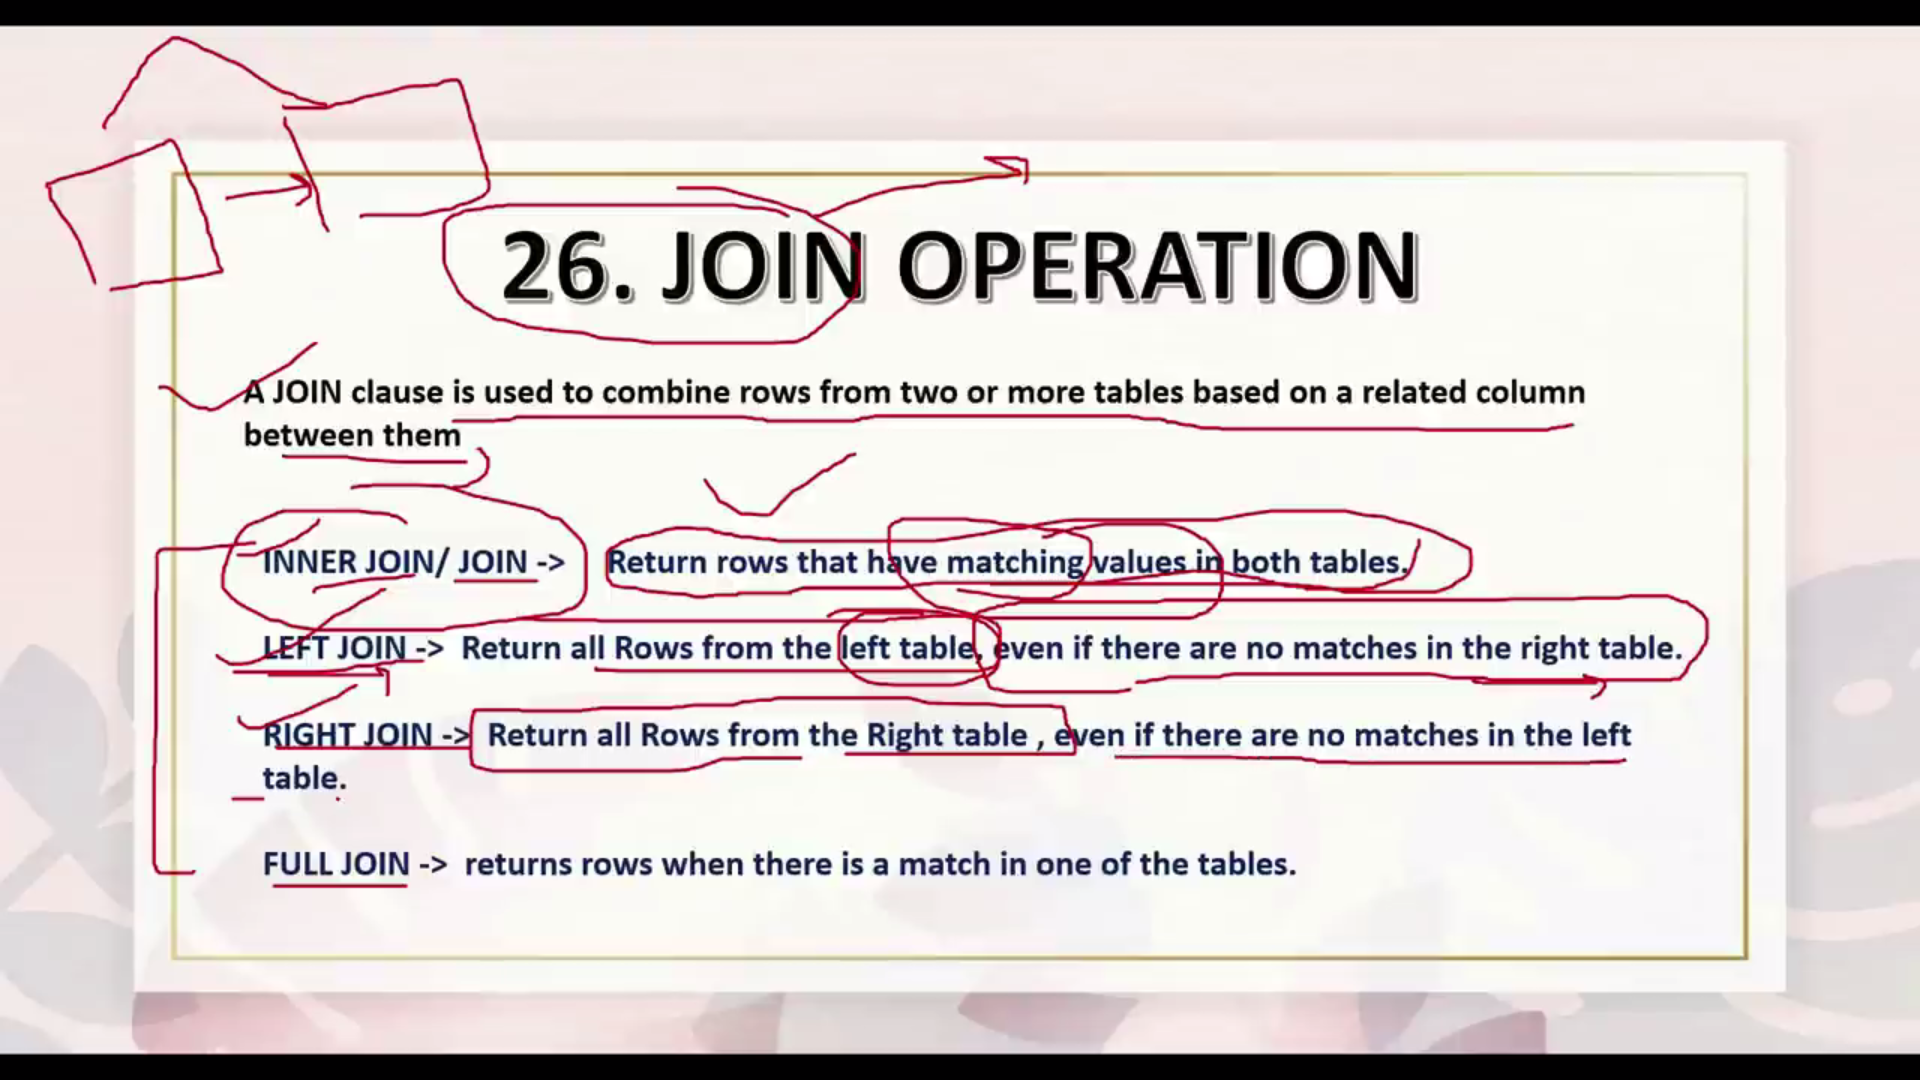 26. JOIN OPERATION
A JOIN clause is used to combine rows from two or more tables based on a related column
between them
INNER JOIN/ JOIN -> Return rows that have matching values in both tables.
LEFT JOIN -> Return all Rows from the left table, even if there are no matches in the right table.
RIGHT JOIN -> Return all Rows from the Right table , even if there are no matches in the left
table.
FULL JOIN -> returns rows when there is a match in one of the tables.